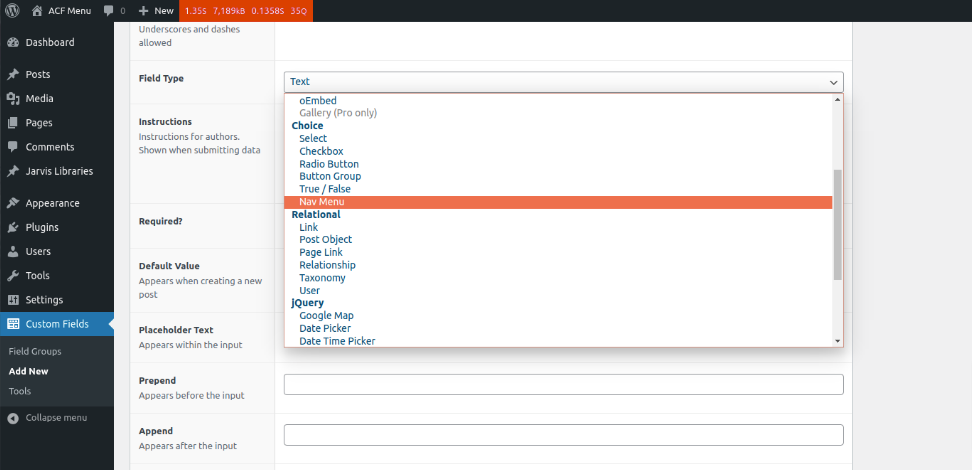 ACF Menu 0 New 1.35S 7,189kB 0.1358S 35Q
Dashboard
Posts
Media
Pages
Comments
Jarvis Libraries
Appearance
Plugins
Users
Tools
Settings
Custom Fields
Field Groups
Add New
Tools
Collapse menu
Underscores and dashes
allowed
Field Type
Text
oEmbed
Gallery (Pro only)
Choice
Select
Checkbox
Radio Button
Button Group
True / False
Nav Menu
Relational
Link
Post Object
Page Link
Relationship
Taxonomy
User
jQuery
Google Map
Date Picker
Date Time Picker
Instructions
Instructions for authors.
Shown when submitting data
Required?
Default Value
Appears when creating a new
post
Placeholder Text
Appears within the input
Prepend
Appears before the input
Append
Appears after the input